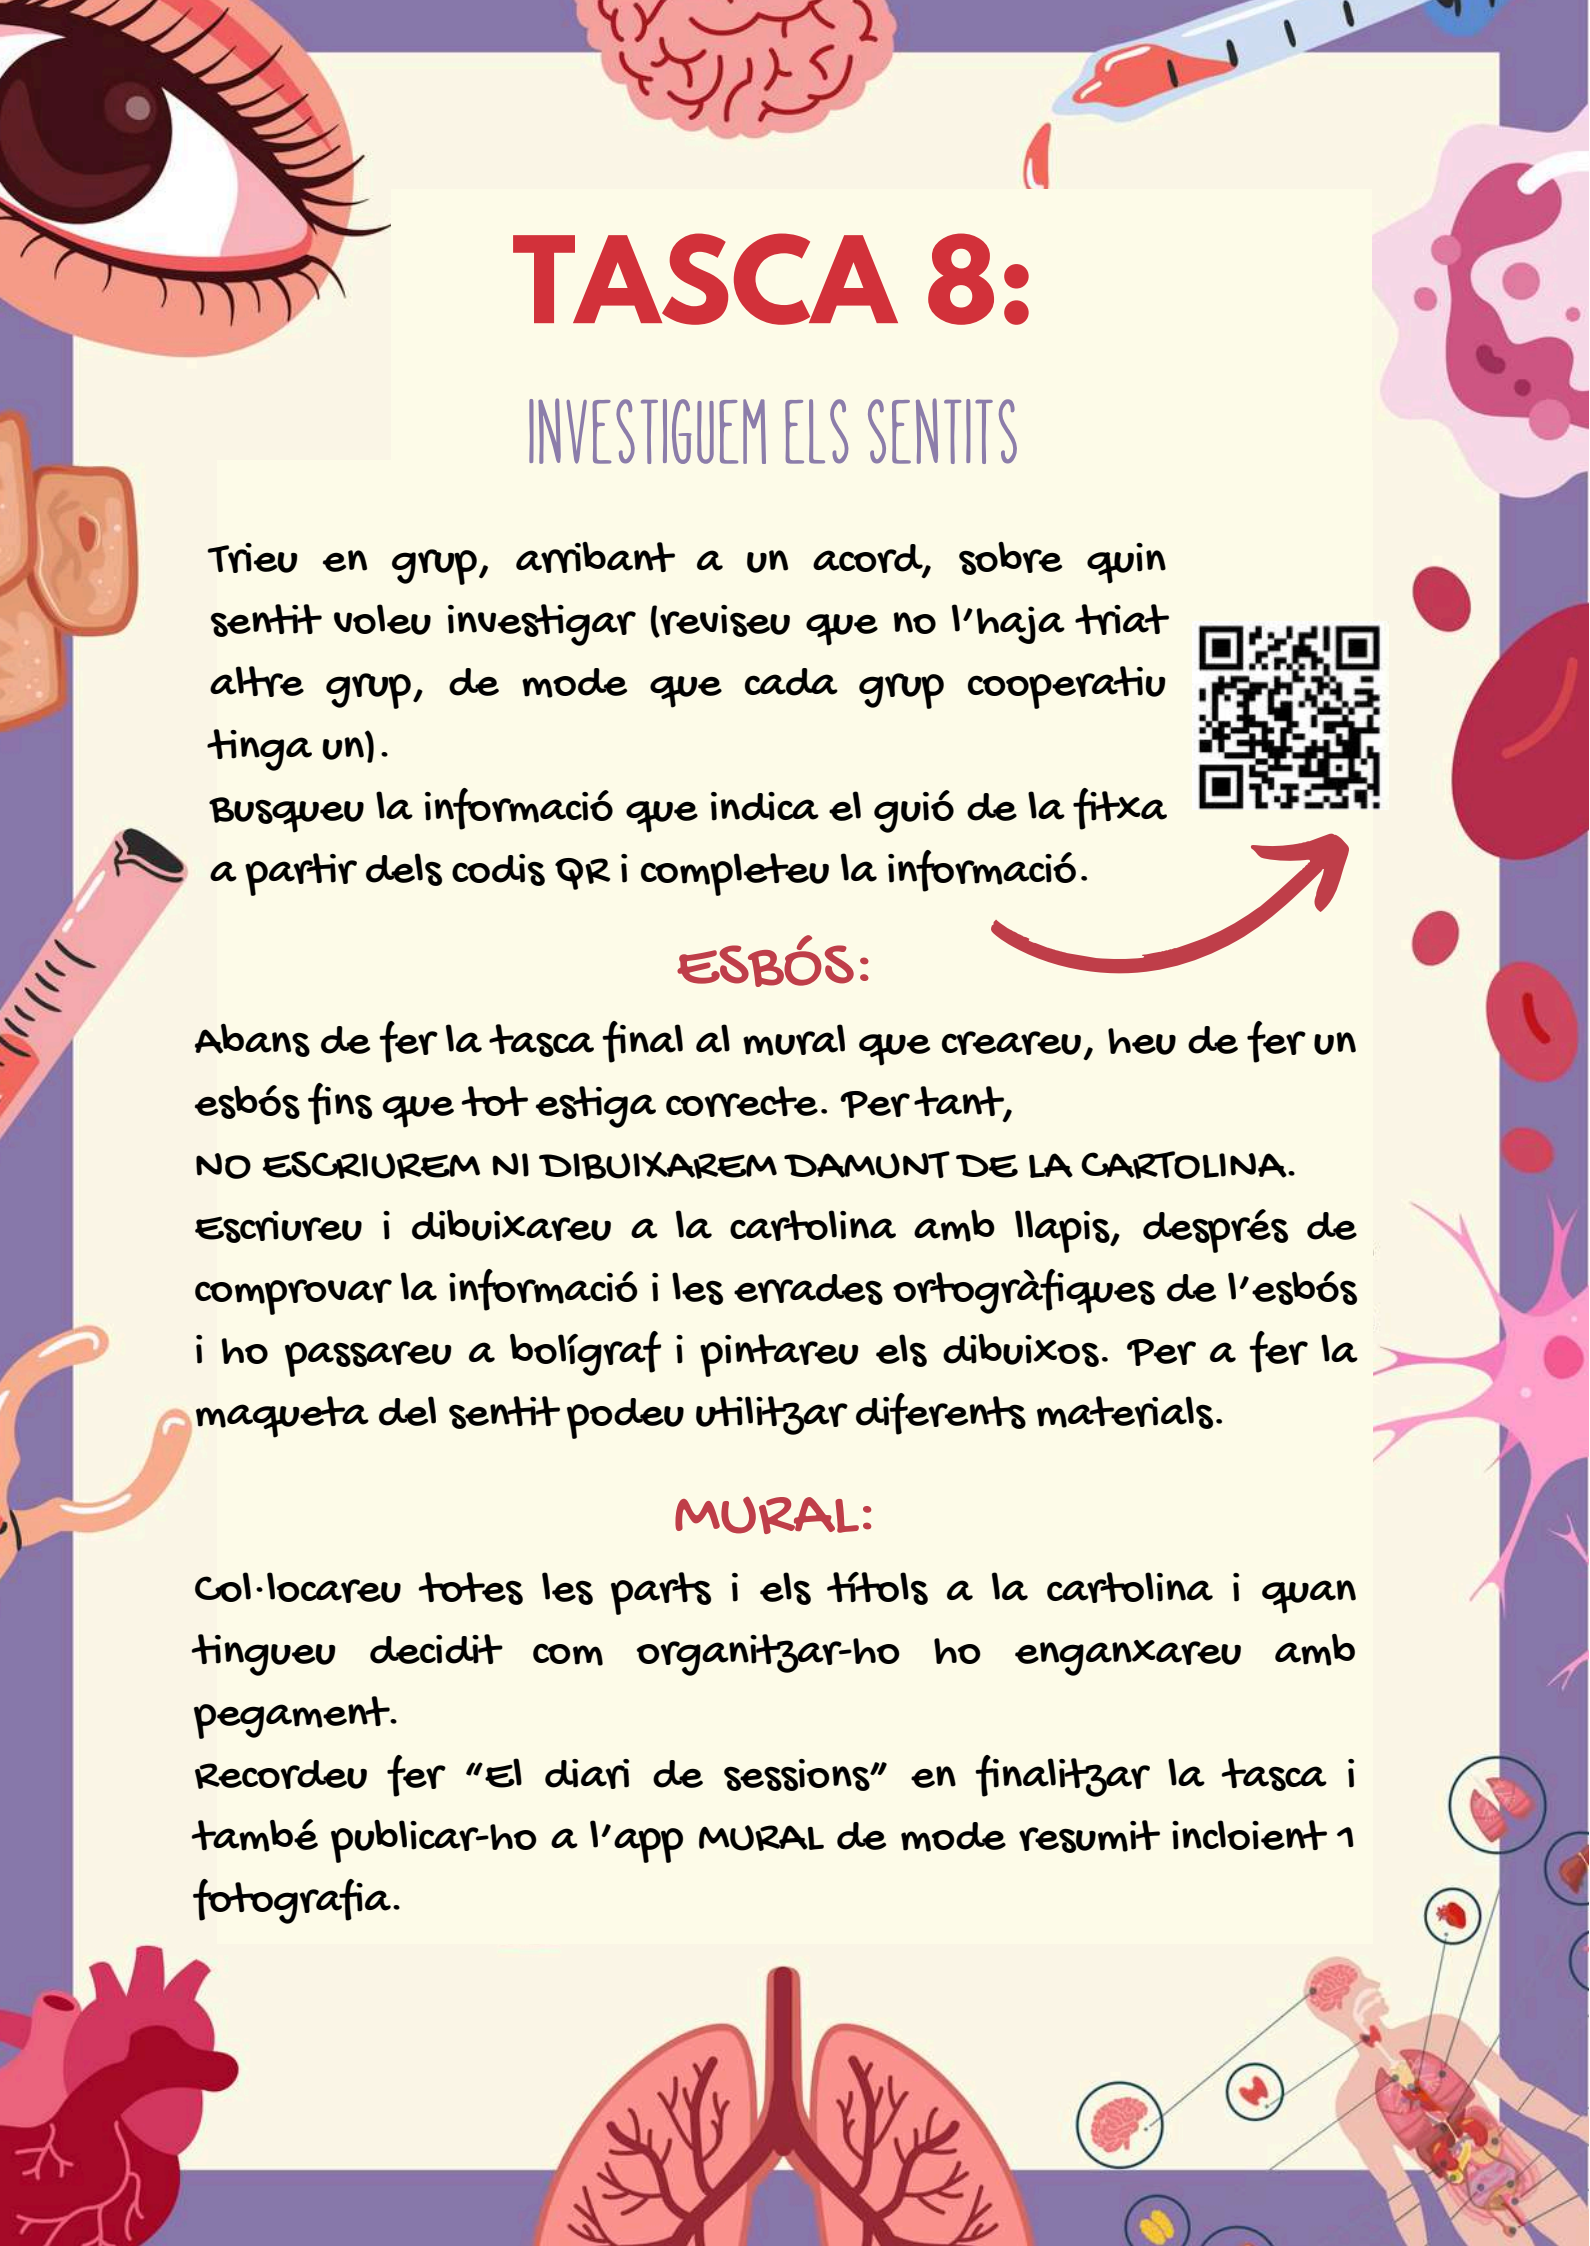 TASCA 8:
INVESTIGUEM ELS SENTITS
Trieu en grup, arribant a un acord, sobre quin
sentit voleu investigar (reviseu que no l'haja triat
altre grup, de mode que cada grup cooperatiu
tinga un).
Busqueu la informació que indica el guió de la fitxa
a partir dels codis QR i completeu la informació.
ESBÓS:
Abans de fer la tasca final al mural que creareu, heu de fer un
esbós fins que tot estiga correcte. Per tant,
NO ESCRIUREM NI DIBUIXAREM DAMUNT DE LA CARTOLINA.
Escriureu i dibuixareu a la cartolina amb llapis, després de
comprovar la informació i les errades ortogràfiques de l'esbós
i ho passareu a bolígraf i pintareu els dibuixos. Per a fer la
maqueta del sentit podeu utilitzar diferents materials.
MURAL:
Col·locareu totes les parts i els títols a la cartolina i quan
tingueu decidit com organitzar-ho ho enganxareu amb
pegament.
Recordeu fer “El diari de sessions” en finalitzar la tasca i
també publicar-ho a l'app MURAL de mode resumit incloient 1
fotografia.